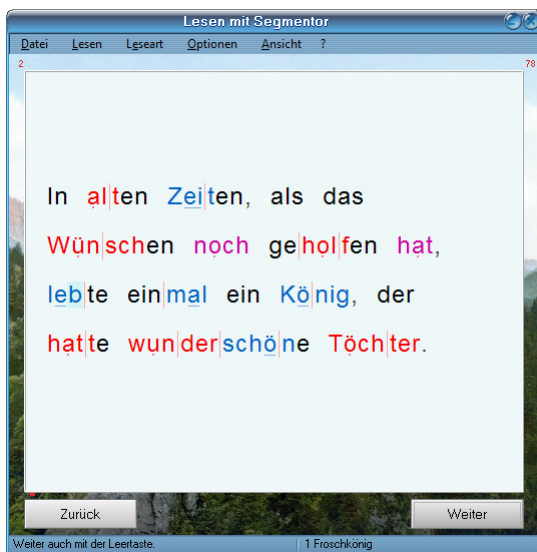 Lesen mit Segmentor
Datei Lesen Leseart Optionen Ansicht ?
2 78
In alten Zeiten, als das
Wünschen noch geholfen hat,
lebte einmal ein König, der
hatte wunderschöne Töchter.
Zurück Weiter
Weiter auch mit der Leertaste. 1 Froschkönig